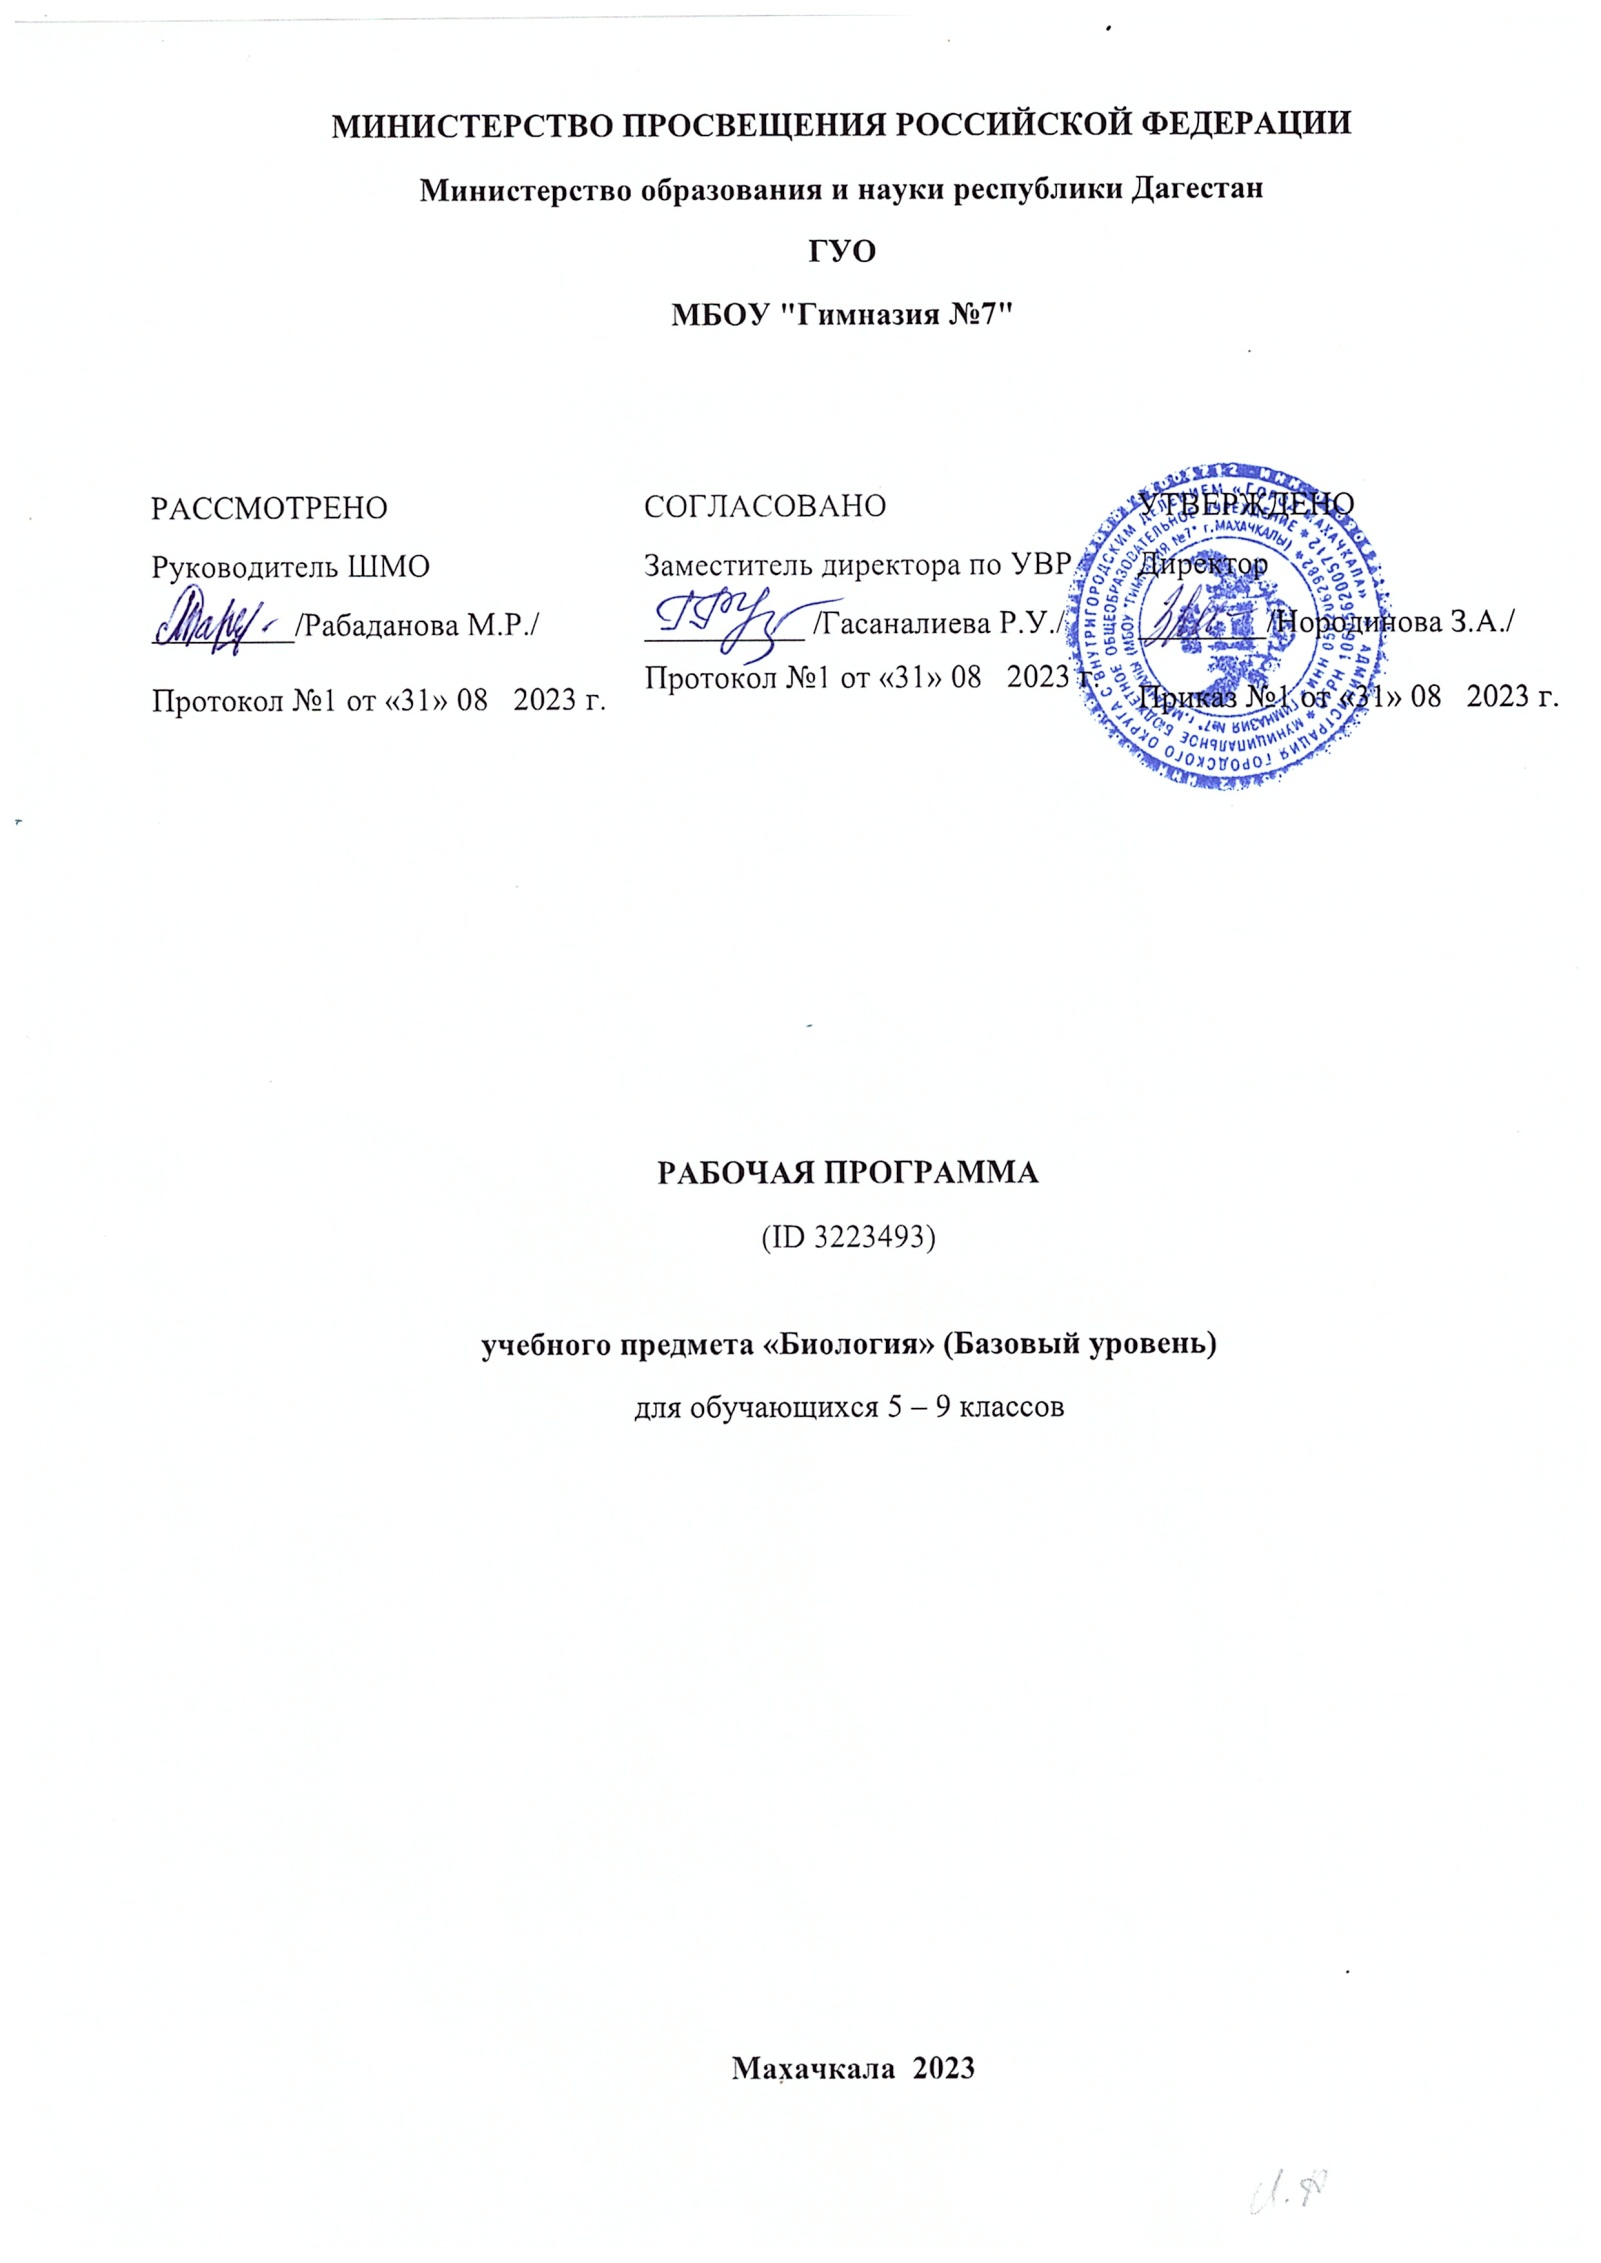 МИНИСТЕРСТВО ПРОСВЕЩЕНИЯ РОССИЙСКОЙ ФЕДЕРАЦИИ
Министерство образования и науки республики Дагестан
ГУО
МБОУ "Гимназия №7"
РАССМОТРЕНО
Руководитель ШМО
/Рабаданова М.Р./
Протокол №1 от «31» 08 2023 г.
СОГЛАСОВАНО
Заместитель директора по УВР
/Гасаналиева Р.У./
Протокол №1 от «31» 08 2023 г.
УТВЕРЖДЕНО
Директор
/Нородинова З.А./
Приказ №1 от «31» 08 2023 г.
РАБОЧАЯ ПРОГРАММА
(ID 3223493)
учебного предмета «Биология» (Базовый уровень)
для обучающихся 5 – 9 классов
Махачкала 2023